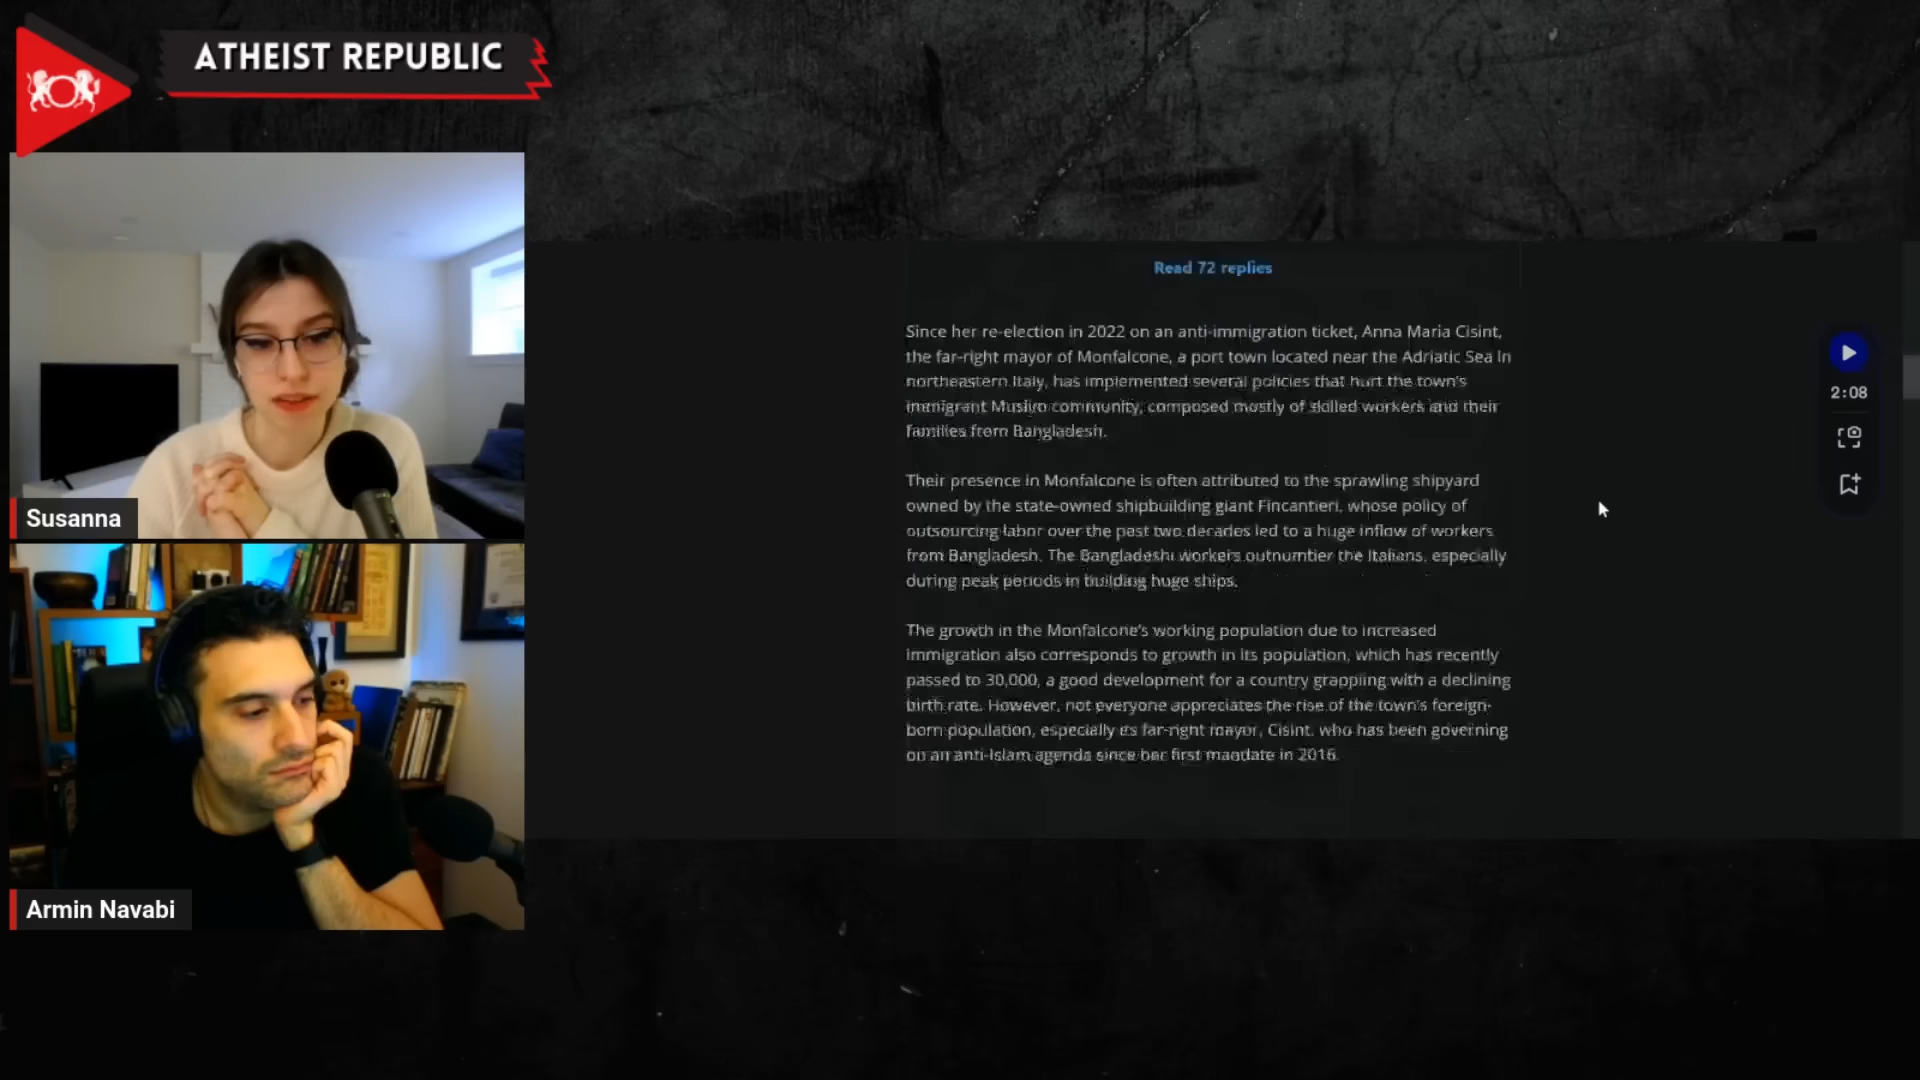 ATHEIST REPUBLIC
Susanna
Armin Navabi
Read 72 replies
Since her re-election in 2022 on an anti-immigration ticket, Anna Maria Cisint,
the far-right mayor of Monfalcone, a port town located near the Adriatic Sea in
northeastern Italy, has implemented several policies that hurt the town's
immigrant Muslim community, composed mostly of skilled workers and their
families from Bangladesh.
Their presence in Monfalcone is often attributed to the sprawling shipyard
owned by the state-owned shipbuilding giant Fincantieri, whose policy of
outsourcing labor over the past two decades led to a huge inflow of workers
from Bangladesh. The Bangladeshi workers outnumber the Italians, especially
during peak periods in building huge ships.
The growth in the Monfalcone's working population due to increased
immigration also corresponds to growth in its population, which has recently
passed to 30,000, a good development for a country grappling with a declining
birth rate. However, not everyone appreciates the rise of the town's foreign-
born population, especially its far-right mayor, Cisint, who has been governing
on an anti-Islam agenda since her first mandate in 2016.
2:08